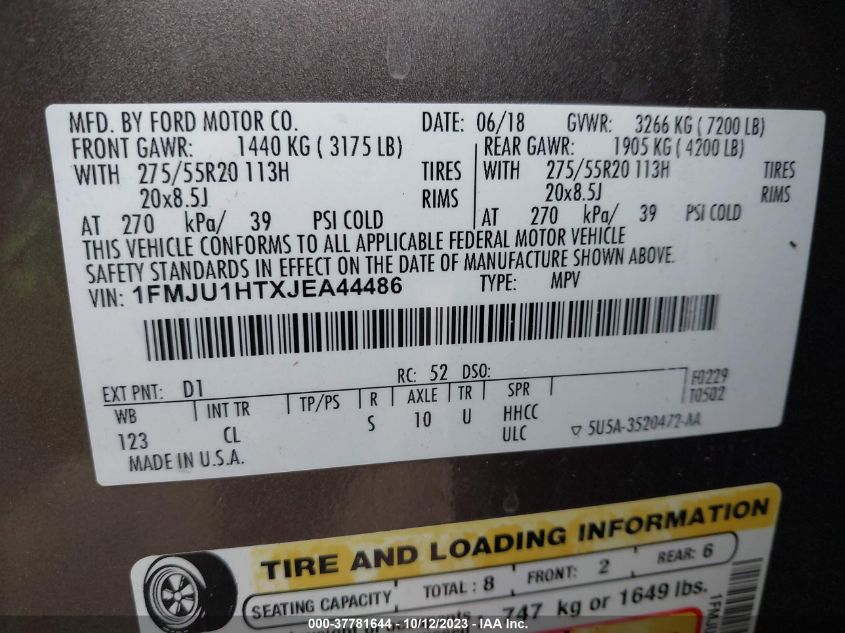 MFD. BY FORD MOTOR CO. DATE: 06/18 GVWR: 3266 KG ( 7200 LB)
FRONT GAWR: 1440 KG ( 3175 LB) REAR GAWR: 1905 KG ( 4200 LB)
WITH 275/55R20 113H TIRES WITH 275/55R20 113H TIRES
20x8.5J RIMS 20x8.5J RIMS
AT 270 kPa/ 39 PSI COLD AT 270 kPa/ 39 PSI COLD
THIS VEHICLE CONFORMS TO ALL APPLICABLE FEDERAL MOTOR VEHICLE
SAFETY STANDARDS IN EFFECT ON THE DATE OF MANUFACTURE SHOWN ABOVE.
VIN: 1FMJU1HTXJEA44486 TYPE: MPV
EXT PNT: D1 RC: 52 DSO: F0229
WB INT TR TP/PS R AXLE TR SPR T0502
123 CL S 10 U HHCC
ULC ▽ 5U5A-3520472-AA
MADE IN U.S.A.
TIRE AND LOADING INFORMATION
SEATING CAPACITY TOTAL : 8 FRONT: 2 REAR: 6
747 kg or 1649 lbs.
000-37781644 - 10/12/2023 - IAA Inc.